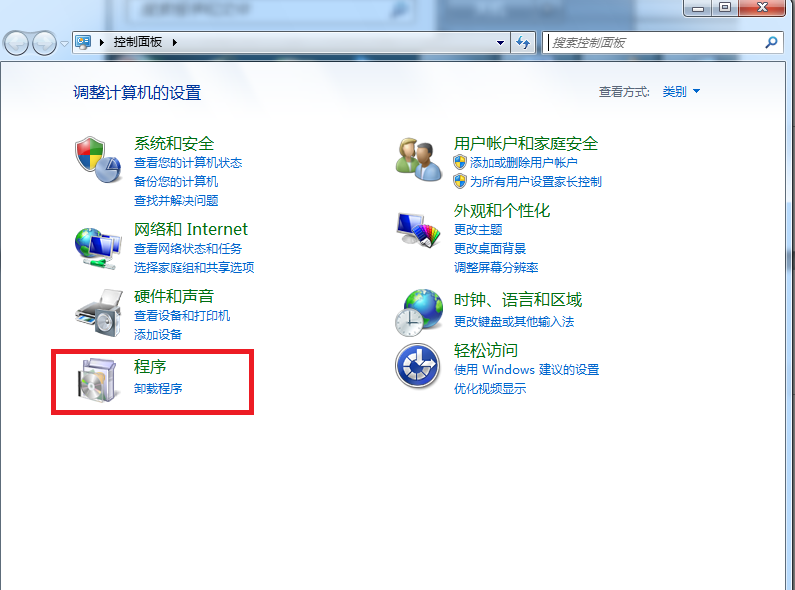 控制面板
搜索控制面板
调整计算机的设置
查看方式: 类别
系统和安全
查看您的计算机状态
备份您的计算机
查找并解决问题
网络和 Internet
查看网络状态和任务
选择家庭组和共享选项
硬件和声音
查看设备和打印机
添加设备
程序
卸载程序
用户帐户和家庭安全
添加或删除用户帐户
为所有用户设置家长控制
外观和个性化
更改主题
更改桌面背景
调整屏幕分辨率
时钟、语言和区域
更改键盘或其他输入法
轻松访问
使用 Windows 建议的设置
优化视频显示